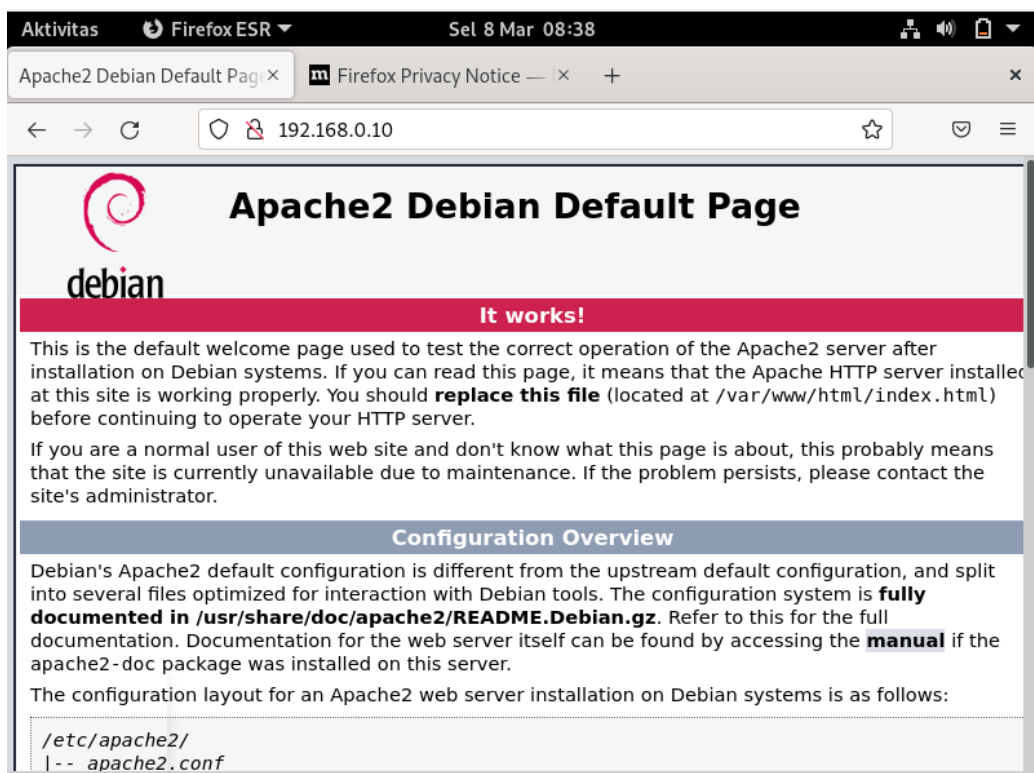 Aktivitas Firefox ESR Sel 8 Mar 08:38
Apache2 Debian Default Page × m Firefox Privacy Notice — × + ×
192.168.0.10
debian
Apache2 Debian Default Page
It works!
This is the default welcome page used to test the correct operation of the Apache2 server after
installation on Debian systems. If you can read this page, it means that the Apache HTTP server installed
at this site is working properly. You should replace this file (located at /var/www/html/index.html)
before continuing to operate your HTTP server.
If you are a normal user of this web site and don't know what this page is about, this probably means
that the site is currently unavailable due to maintenance. If the problem persists, please contact the
site's administrator.
Configuration Overview
Debian's Apache2 default configuration is different from the upstream default configuration, and split
into several files optimized for interaction with Debian tools. The configuration system is fully
documented in /usr/share/doc/apache2/README.Debian.gz. Refer to this for the full
documentation. Documentation for the web server itself can be found by accessing the manual if the
apache2-doc package was installed on this server.
The configuration layout for an Apache2 web server installation on Debian systems is as follows:
/etc/apache2/
|-- apache2.conf